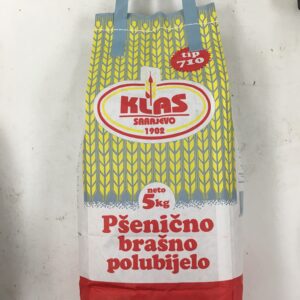 tip
710
KLAS
SARAJEVO
1902
neto
5kg
Pšenično
brašno
polubijelo